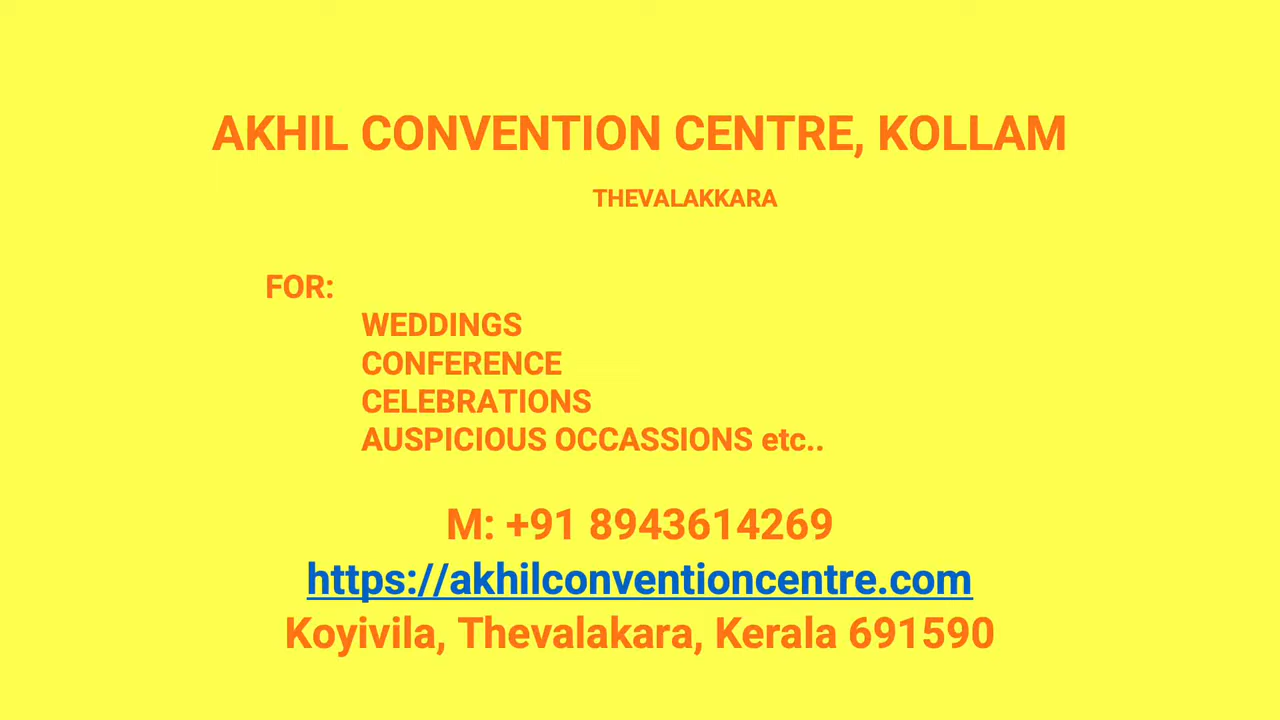 AKHIL CONVENTION CENTRE, KOLLAM
THEVALAKKARA
FOR:
WEDDINGS
CONFERENCE
CELEBRATIONS
AUSPICIOUS OCCASSIONS etc..
M: +91 8943614269
https://akhilconventioncentre.com
Koyivila, Thevalakara, Kerala 691590